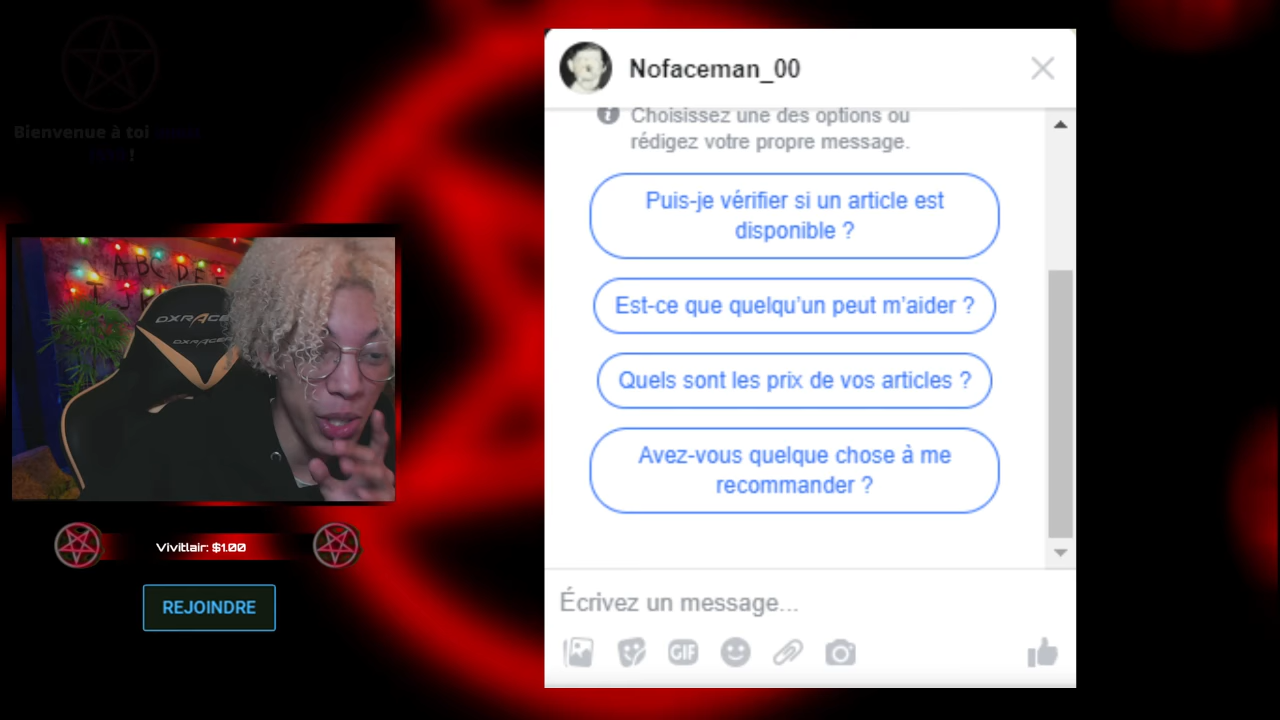 Bienvenue à toi
!
A B C D E F
T J K
DXRACER
DXRACER
Vivitlair: $1.00
REJOINDRE
Nofaceman_00
Choisissez une des options ou
rédigez votre propre message.
Puis-je vérifier si un article est
disponible ?
Est-ce que quelqu'un peut m'aider ?
Quels sont les prix de vos articles ?
Avez-vous quelque chose à me
recommander ?
Écrivez un message...
GIF